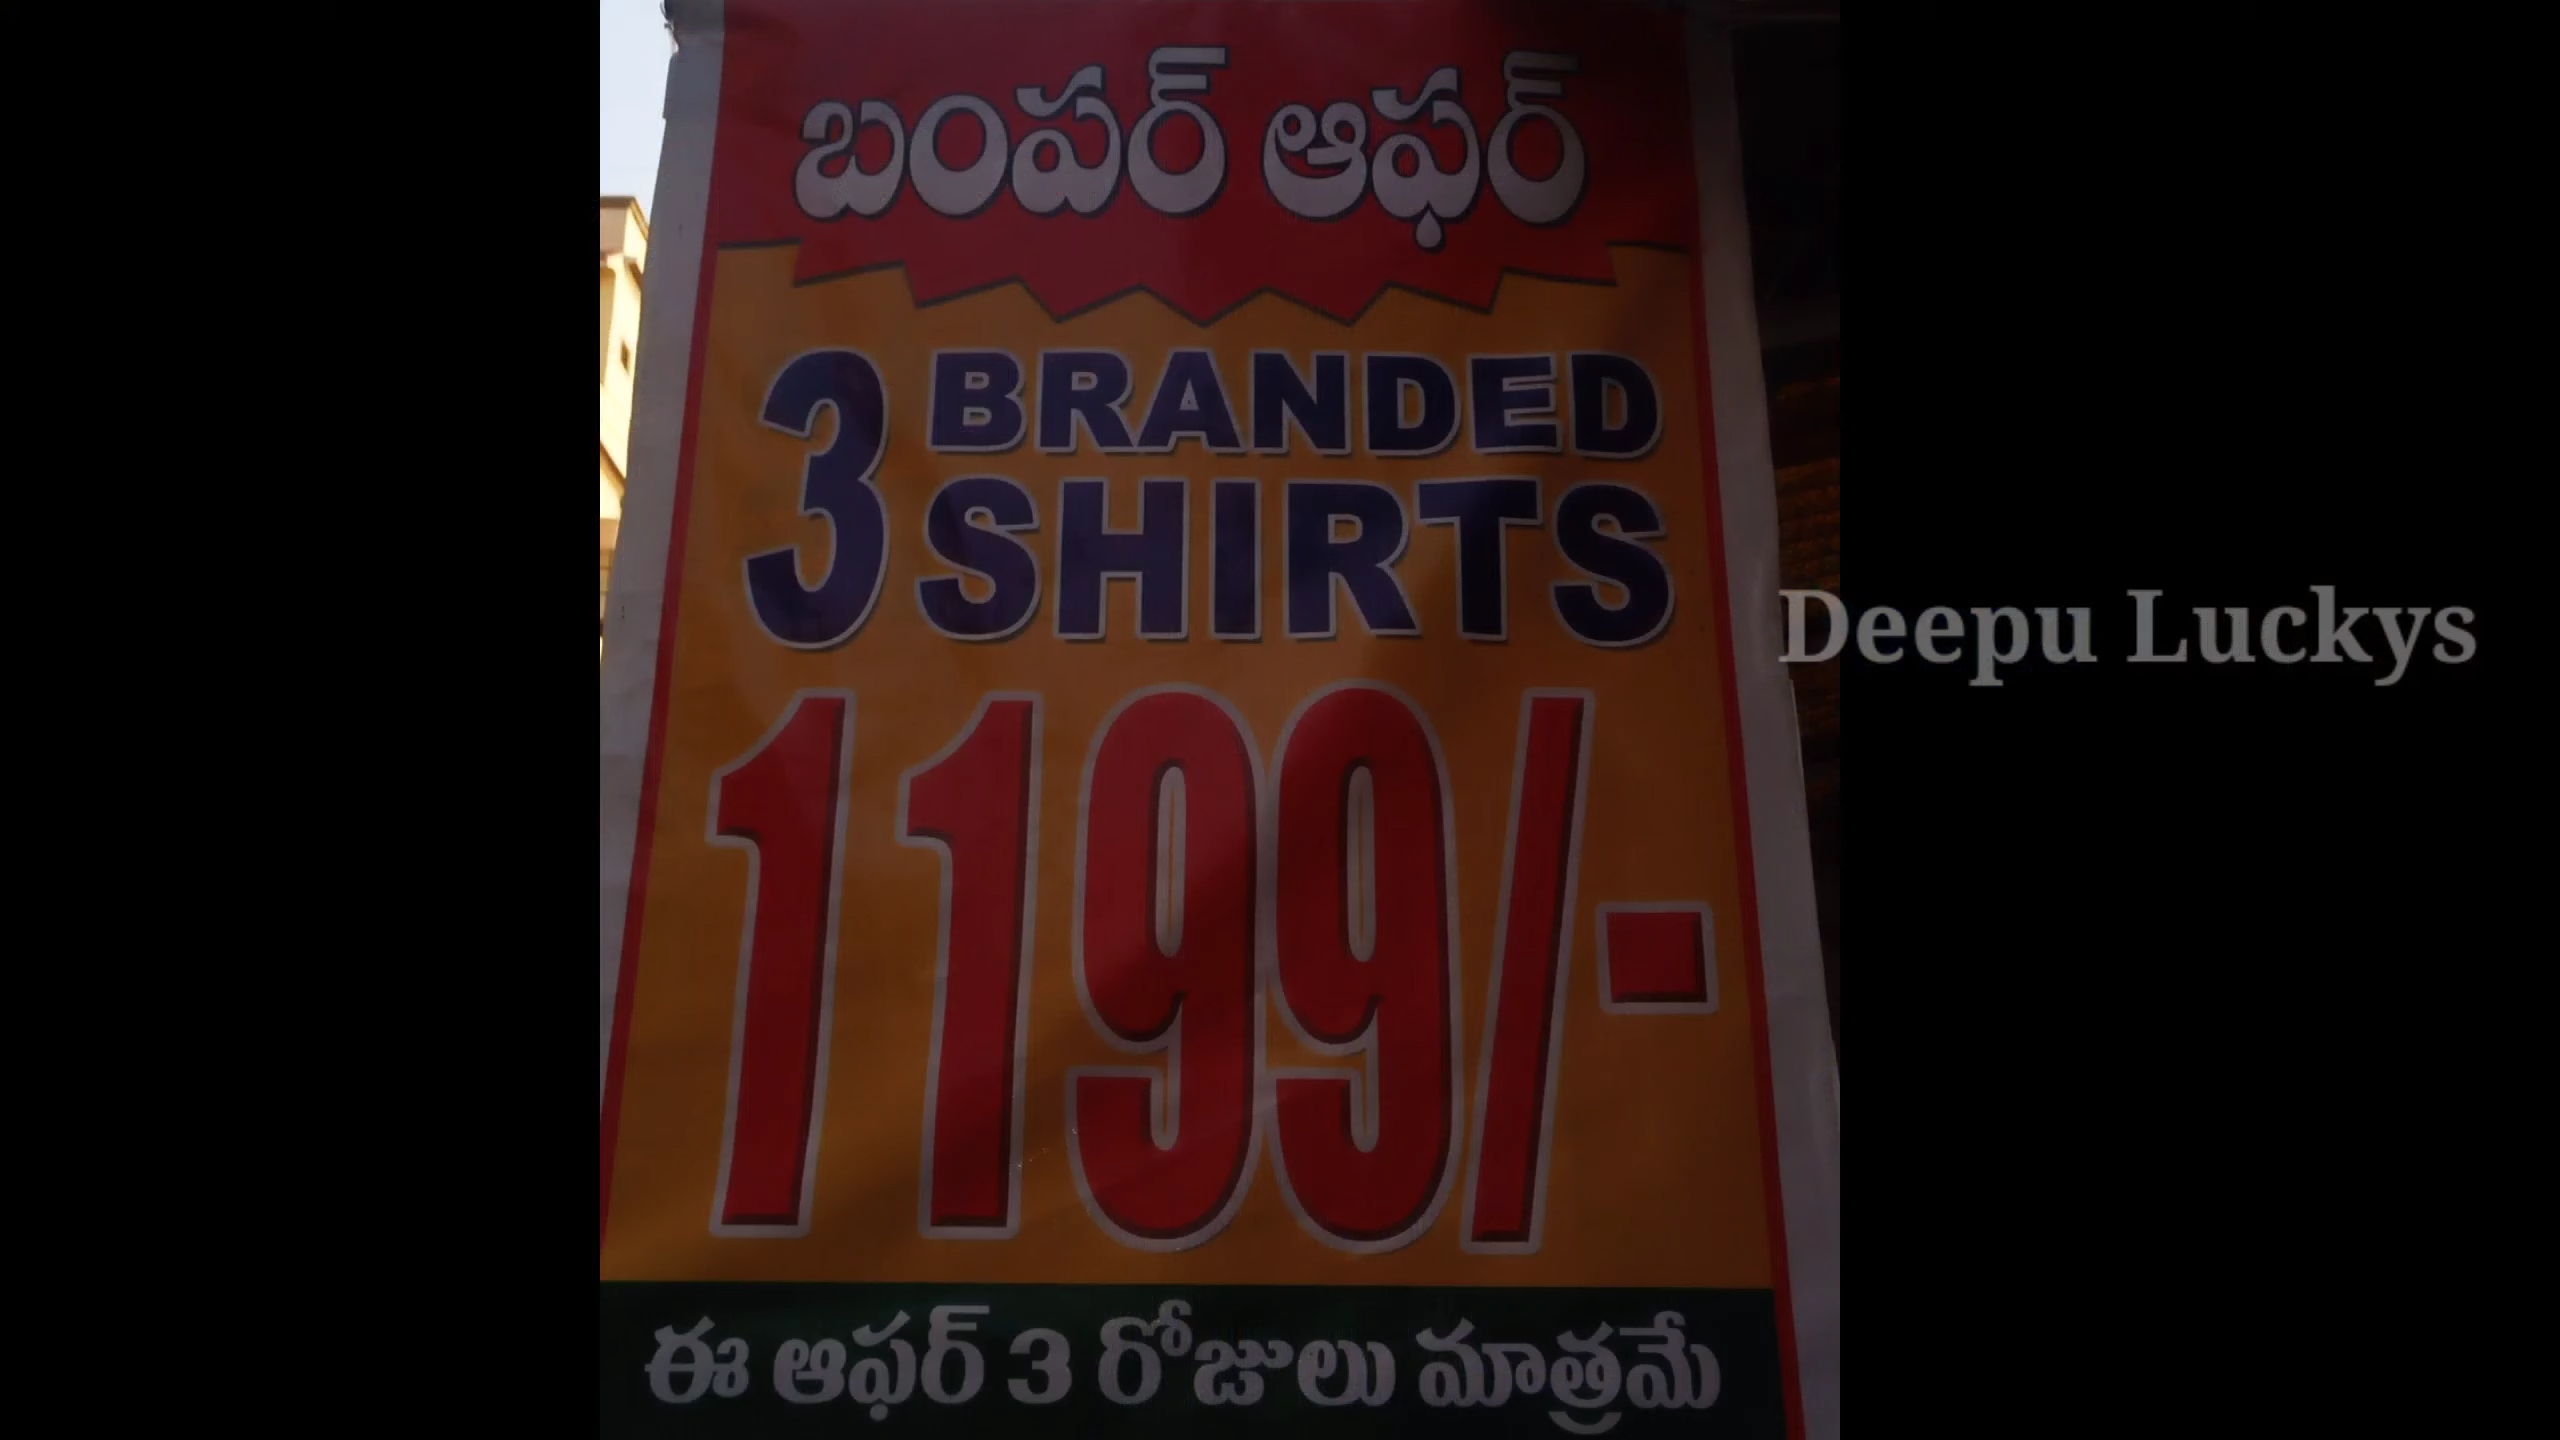 బంపర్ ఆఫర్
3 BRANDED
SHIRTS
1199/-
ఈ ఆఫర్ 3 రోజులు మాత్రమే
Deepu Luckys